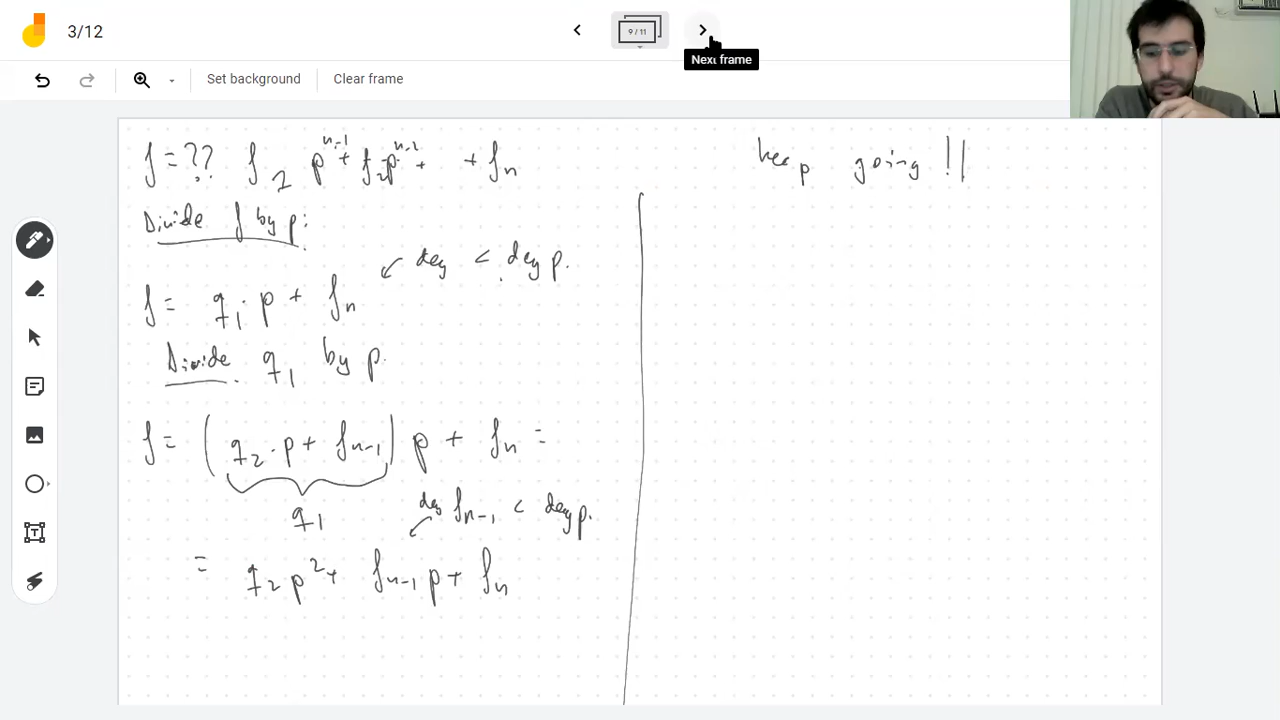 3/12
9 / 11
Next frame
Set background
Clear frame
f = ?? f_1 p^{n-1} + f_2 p^{n-2} + + f_n
Divide f by p:
deg < deg p.
f = q_1 . p + f_n
Divide q_1 by p.
f = ( q_2 . p + f_{n-1} ) p + f_n =
q_1
deg f_{n-1} < deg p.
= q_2 p^2 + f_{n-1} p + f_n
keep going !!